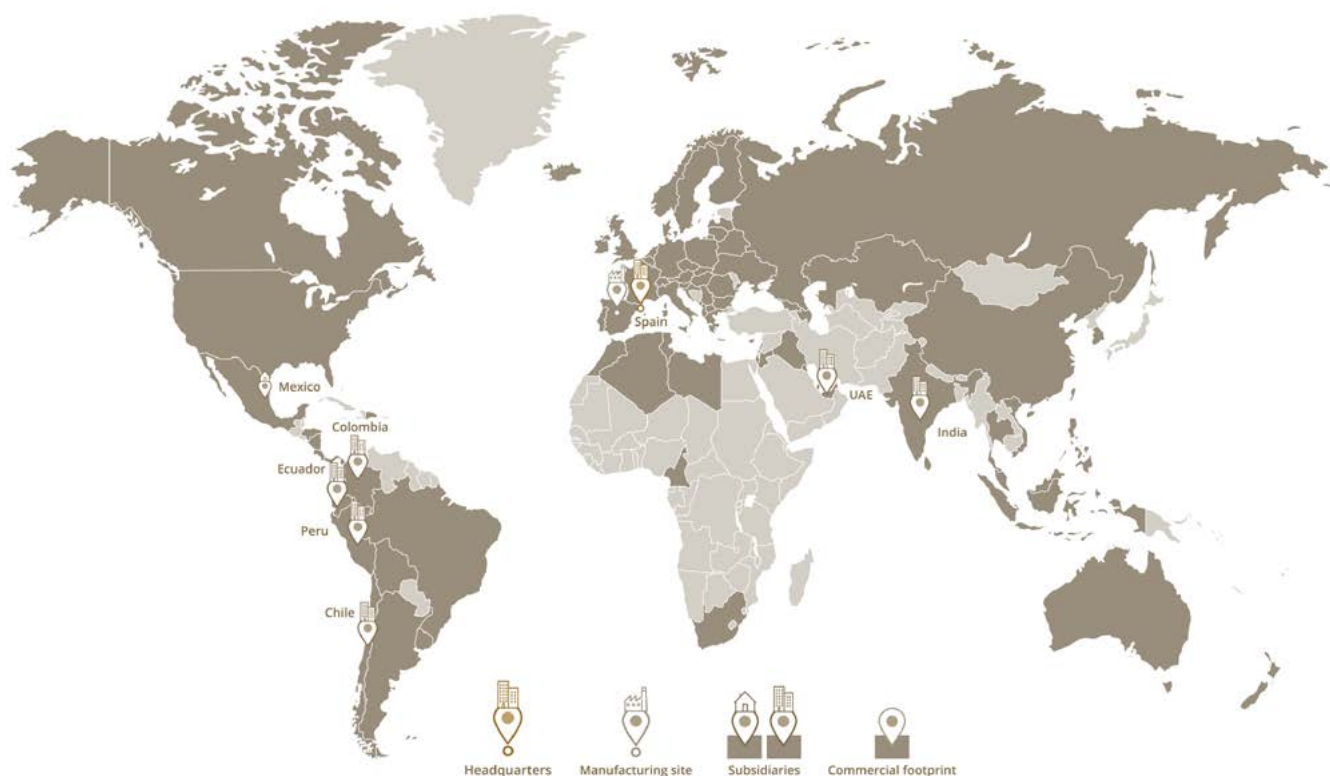 Spain
Mexico
UAE
Colombia
India
Ecuador
Peru
Chile
Headquarters
Manufacturing site
Subsidiaries
Commercial footprint